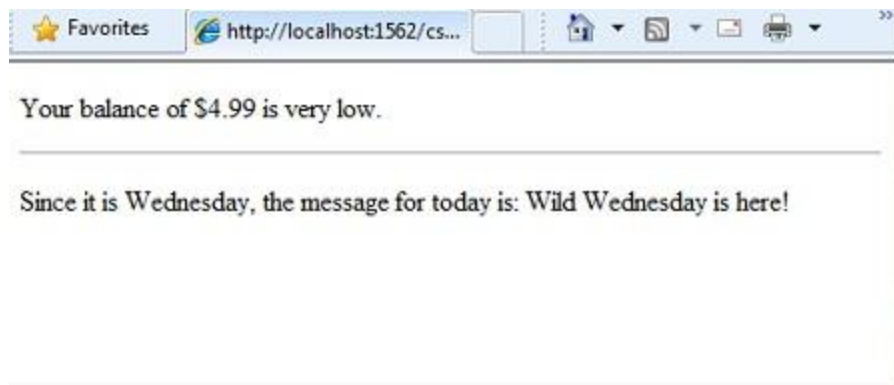 Favorites http://localhost:1562/cs...
Your balance of $4.99 is very low.
Since it is Wednesday, the message for today is: Wild Wednesday is here!